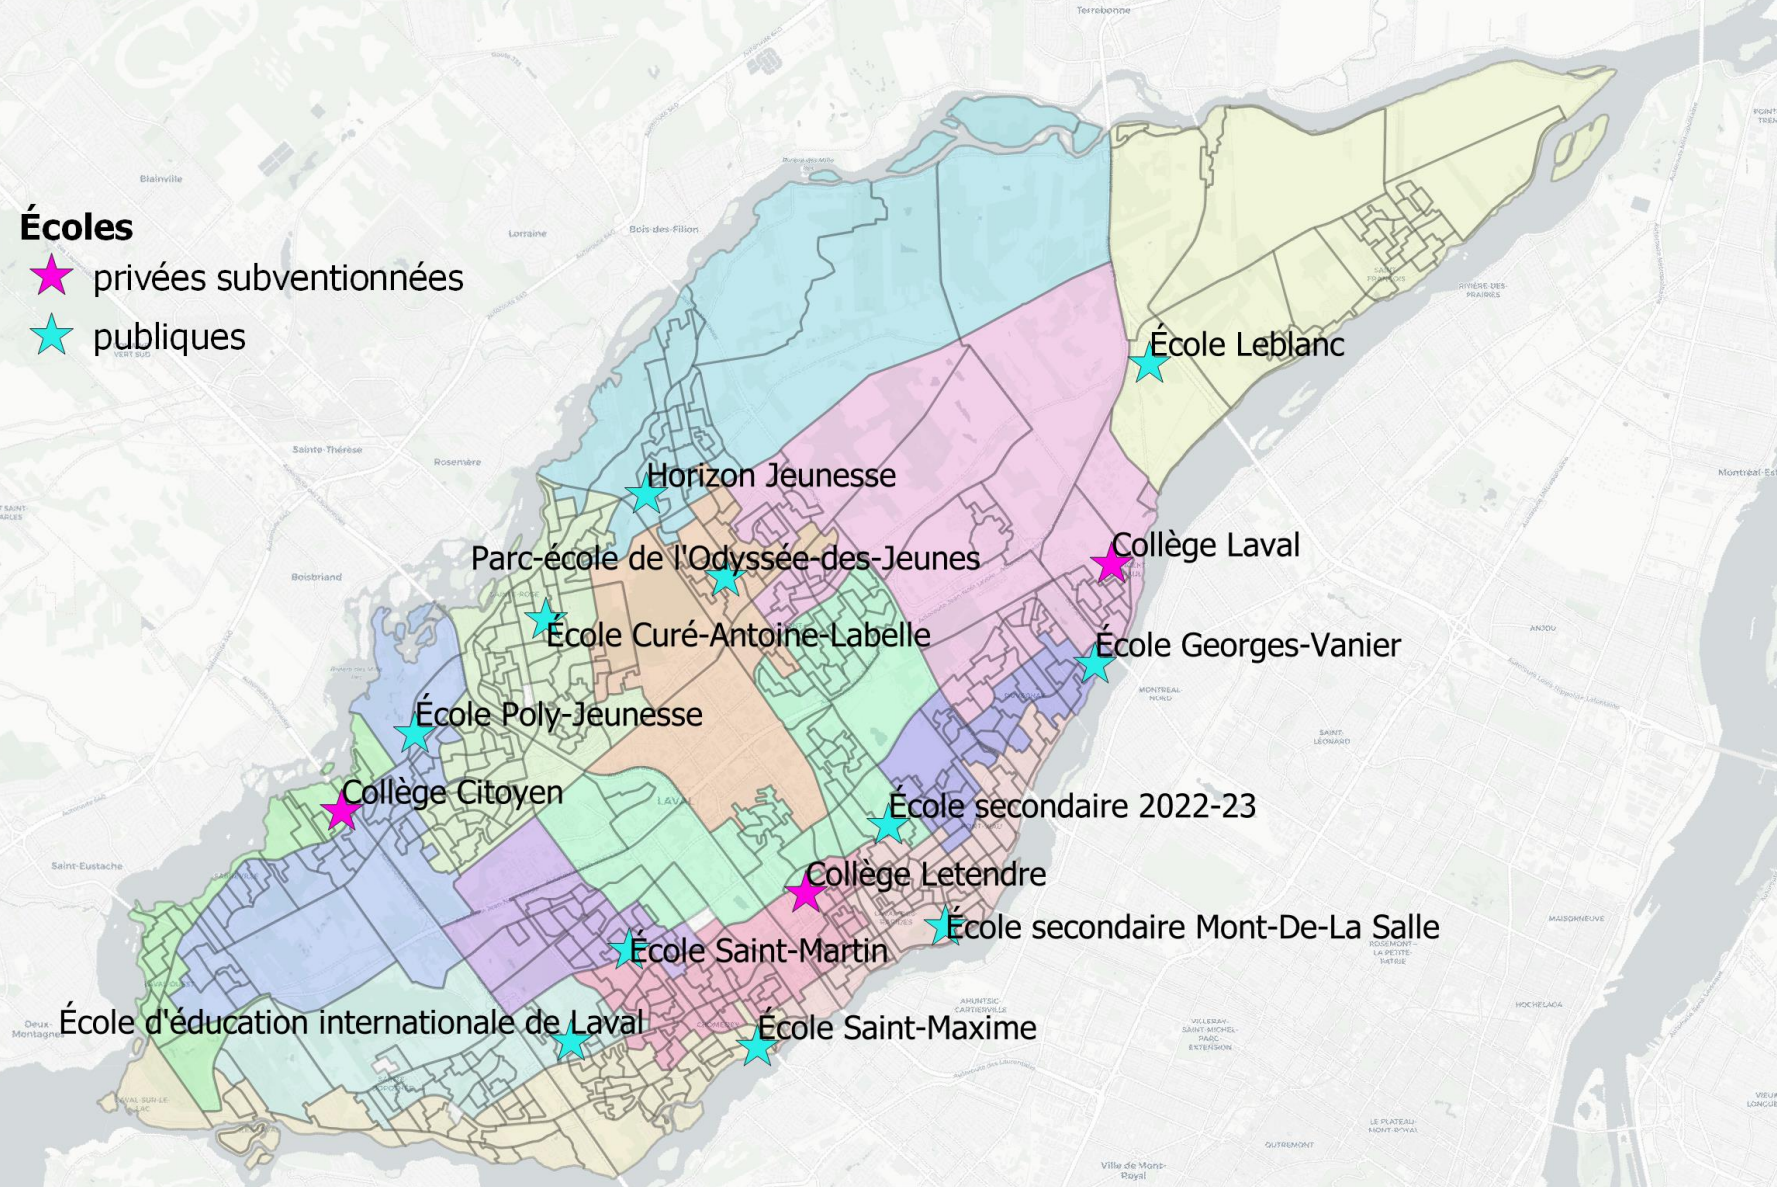 Terrebonne
Blainville
Lorraine
Bois-des-Filion
Écoles
privées subventionnées
publiques
RIVIÈRE-DES-
PRAIRIES
École Leblanc
Sainte-Thérèse
Rosemère
Horizon Jeunesse
Collège Laval
Parc-école de l'Odyssée-des-Jeunes
Boisbriand
École Curé-Antoine-Labelle
ANJOU
École Georges-Vanier
MONTRÉAL
NORD
École Poly-Jeunesse
SAINT-
LÉONARD
Collège Citoyen
LAVAL
École secondaire 2022-23
Saint-Eustache
Collège Letendre
MAISONNEUVE
École secondaire Mont-De-La Salle
ROSEMONT–
LA PETITE-
PATRIE
École Saint-Martin
AHUNTSIC-
CARTIERVILLE
HOCHELAGA
École d'éducation internationale de Laval
École Saint-Maxime
Deux-
Montagnes
VILLERAY-
SAINT-MICHEL-
PARC-
EXTENSION
LE PLATEAU-
MONT-ROYAL
OUTREMONT
Ville de Mont-
Royal